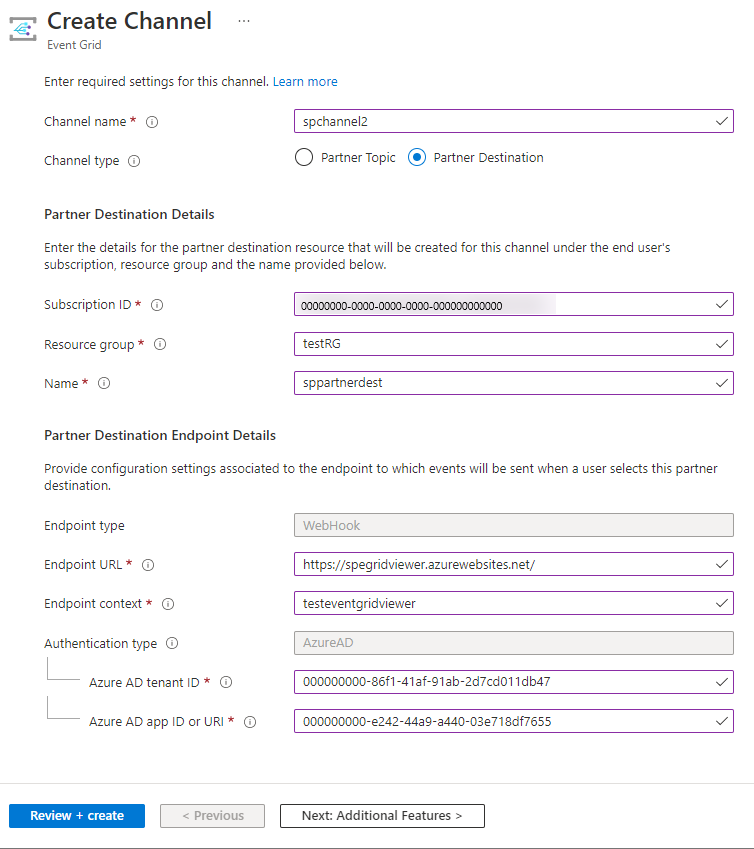 Create Channel ...
Event Grid
Enter required settings for this channel. Learn more
Channel name * spchannel2
Channel type Partner Topic Partner Destination
Partner Destination Details
Enter the details for the partner destination resource that will be created for this channel under the end user's
subscription, resource group and the name provided below.
Subscription ID * 00000000-0000-0000-0000-000000000000
Resource group * testRG
Name * sppartnerdest
Partner Destination Endpoint Details
Provide configuration settings associated to the endpoint to which events will be sent when a user selects this partner
destination.
Endpoint type WebHook
Endpoint URL * https://spegridviewer.azurewebsites.net/
Endpoint context * testeventgridviewer
Authentication type AzureAD
Azure AD tenant ID * 000000000-86f1-41af-91ab-2d7cd011db47
Azure AD app ID or URI * 000000000-e242-44a9-a440-03e718df7655
Review + create < Previous Next: Additional Features >